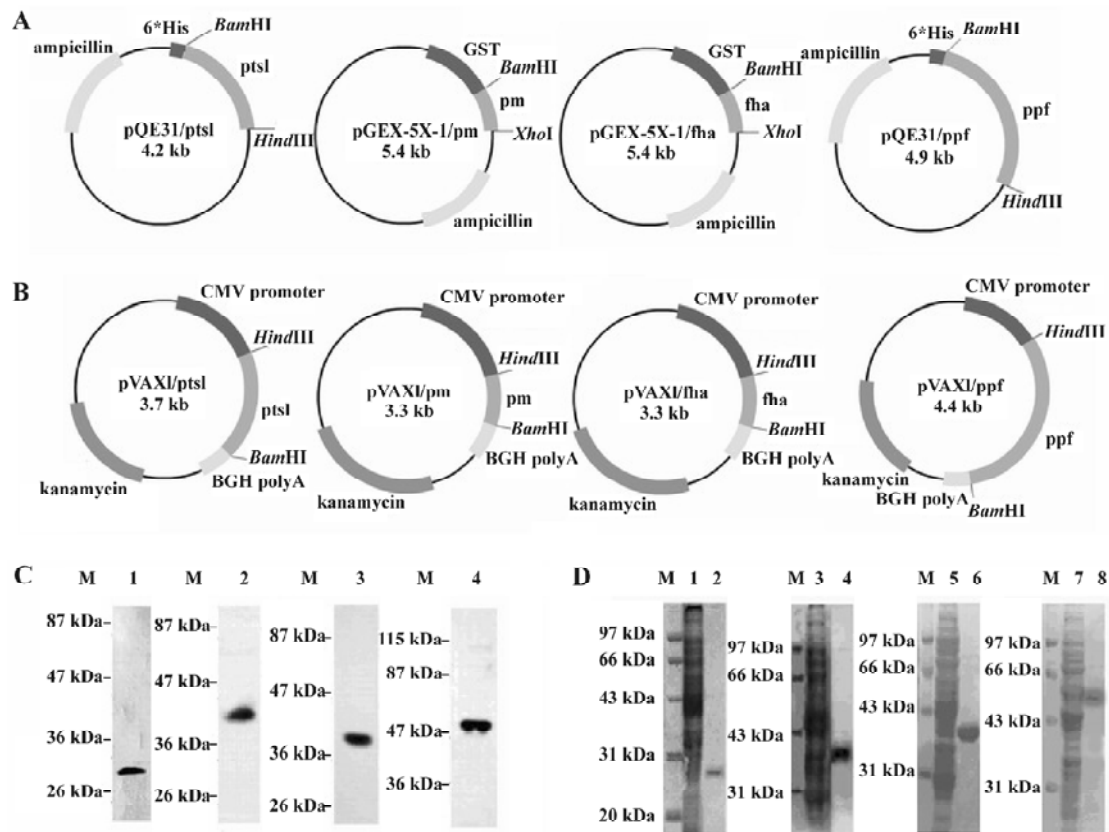 A
ampicillin
6*His
BamHI
ptsl
HindIII
pQE31/ptsl
4.2 kb
GST
BamHI
pm
XhoI
pGEX-5X-1/pm
5.4 kb
ampicillin
GST
BamHI
fha
XhoI
pGEX-5X-1/fha
5.4 kb
ampicillin
ampicillin
6*His
BamHI
ppf
HindIII
pQE31/ppf
4.9 kb
B
CMV promoter
HindIII
pVAXl/ptsl
3.7 kb
ptsl
BamHI
BGH polyA
kanamycin
CMV promoter
HindIII
pVAXl/pm
3.3 kb
pm
BamHI
BGH polyA
kanamycin
CMV promoter
HindIII
pVAXl/fha
3.3 kb
fha
BamHI
BGH polyA
kanamycin
CMV promoter
HindIII
pVAXl/ppf
4.4 kb
ppf
kanamycin
BGH polyA
BamHI
C
M 1 M 2 M 3 M 4
87 kDa
47 kDa
36 kDa
26 kDa
87 kDa
47 kDa
36 kDa
26 kDa
87 kDa
47 kDa
36 kDa
26 kDa
115 kDa
87 kDa
47 kDa
36 kDa
D
M 1 2 M 3 4 M 5 6 M 7 8
97 kDa
66 kDa
43 kDa
31 kDa
20 kDa
97 kDa
66 kDa
43 kDa
31 kDa
97 kDa
66 kDa
43 kDa
31 kDa
97 kDa
66 kDa
43 kDa
31 kDa